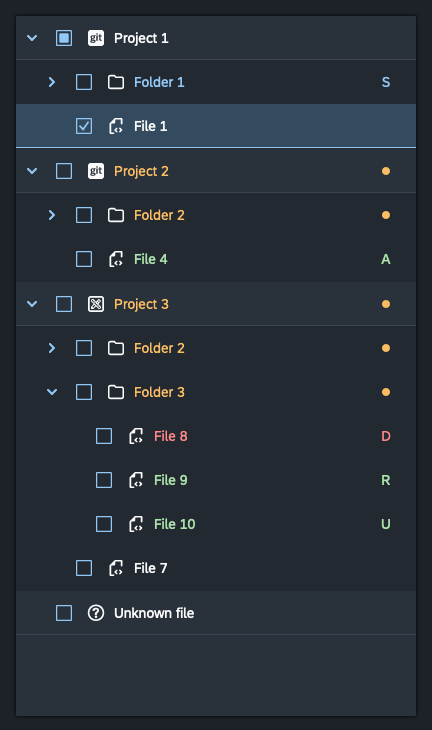 git Project 1
Folder 1 S
File 1
git Project 2
Folder 2
File 4 A
Project 3
Folder 2
Folder 3
File 8 D
File 9 R
File 10 U
File 7
Unknown file